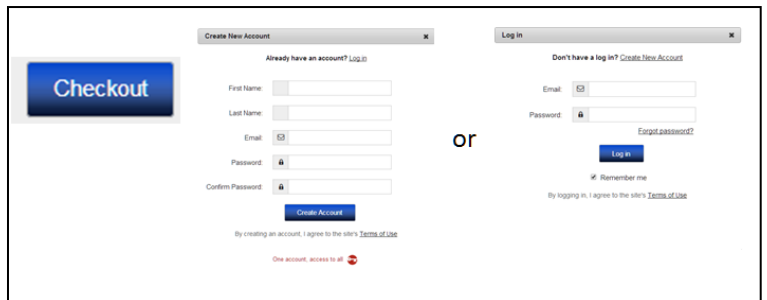 Checkout
Create New Account
Already have an account? Log in
First Name:
Last Name:
Email:
Password:
Confirm Password:
Create Account
By creating an account, I agree to the site's Terms of Use
One account, access to all
or
Log in
Don't have a log in? Create New Account
Email:
Password:
Forgot password?
Log in
Remember me
By logging in, I agree to the site's Terms of Use